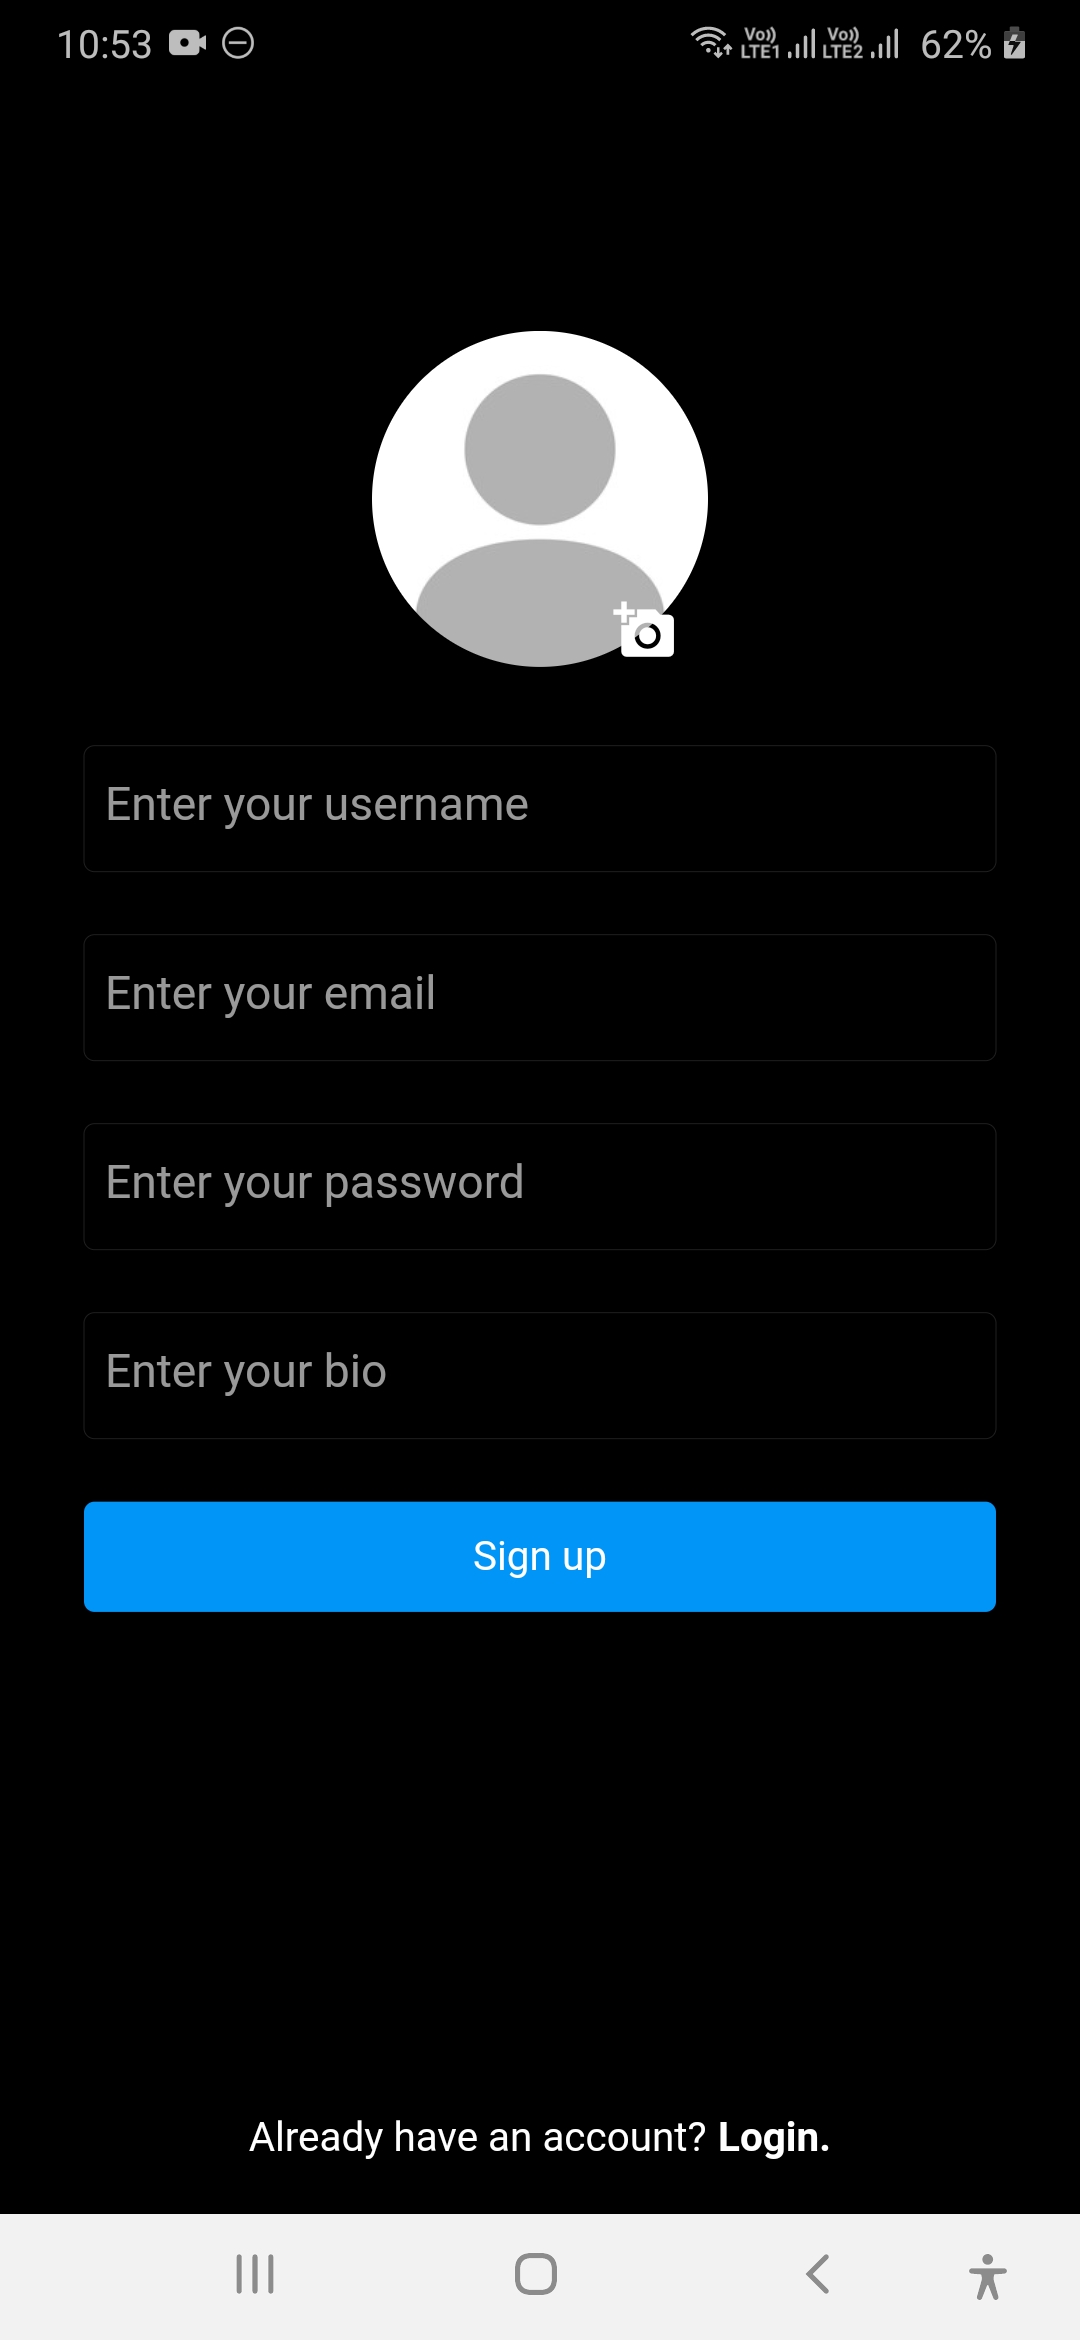 10:53 Vo)) LTE1 Vo)) LTE2 62%
Enter your username
Enter your email
Enter your password
Enter your bio
Sign up
Already have an account? Login.